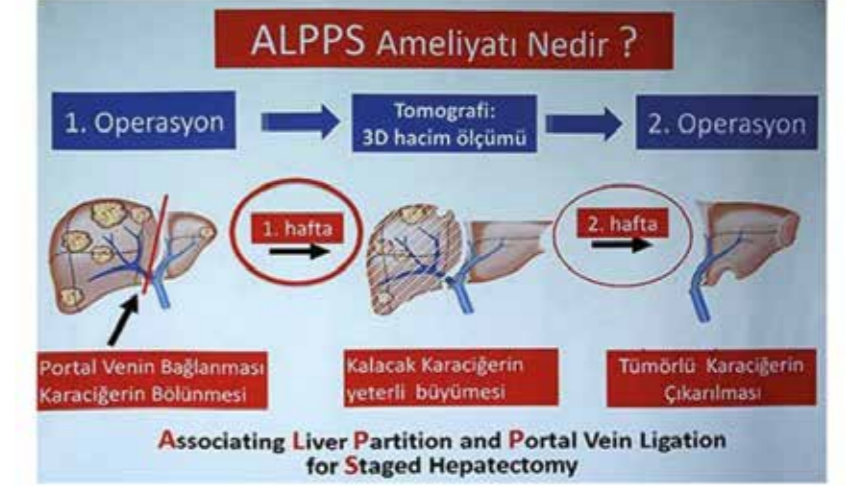 ALPPS Ameliyatı Nedir ?
1. Operasyon
Tomografi:
3D hacim ölçümü
2. Operasyon
1. hafta
2. hafta
Portal Venin Bağlanması
Karaciğerin Bölünmesi
Kalacak Karaciğerin
yeterli büyümesi
Tümörlü Karaciğerin
Çıkarılması
Associating Liver Partition and Portal Vein Ligation
for Staged Hepatectomy